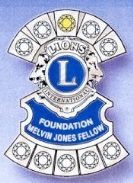 LIONS
L
INTERNATIONAL
FOUNDATION
MELVIN JONES FELLOW